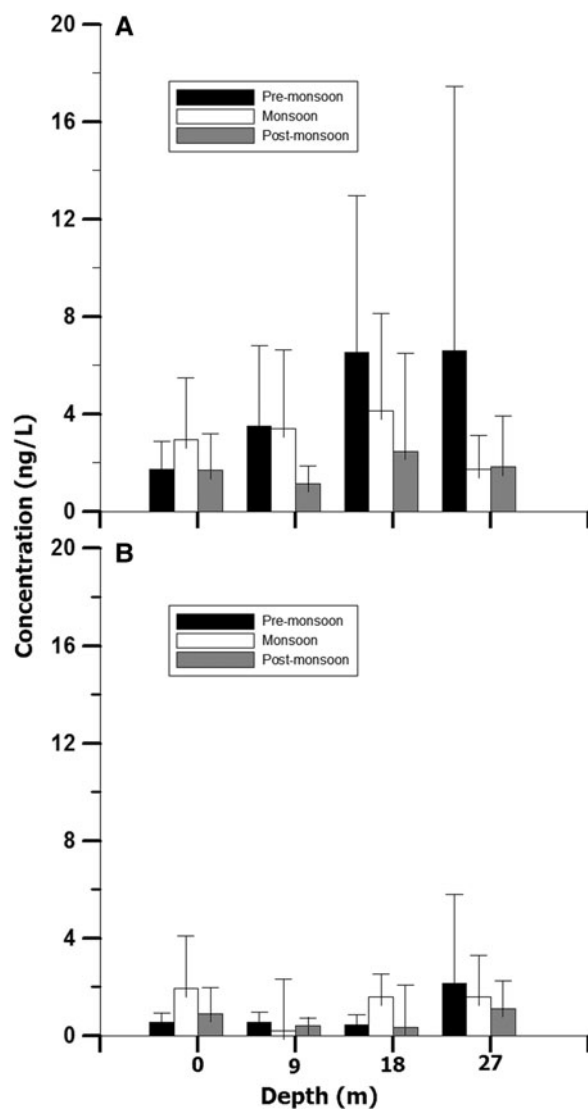 A
20
16
12
8
4
0
Pre-monsoon
Monsoon
Post-monsoon
Concentration (ng/L)
B
20
16
12
8
4
0
Pre-monsoon
Monsoon
Post-monsoon
0 9 18 27
Depth (m)